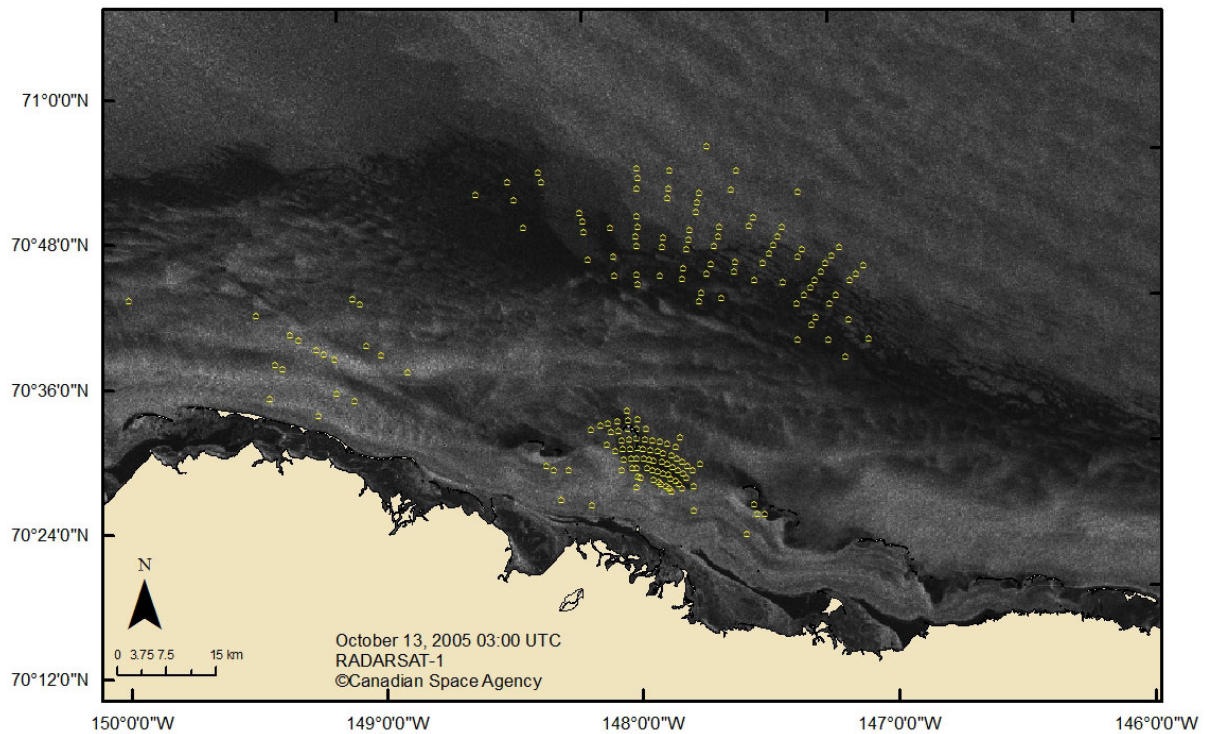 71°0'0"N
70°48'0"N
70°36'0"N
70°24'0"N
70°12'0"N
N
0 3.75 7.5 15 km
October 13, 2005 03:00 UTC
RADARSAT-1
©Canadian Space Agency
150°0'0"W 149°0'0"W 148°0'0"W 147°0'0"W 146°0'0"W